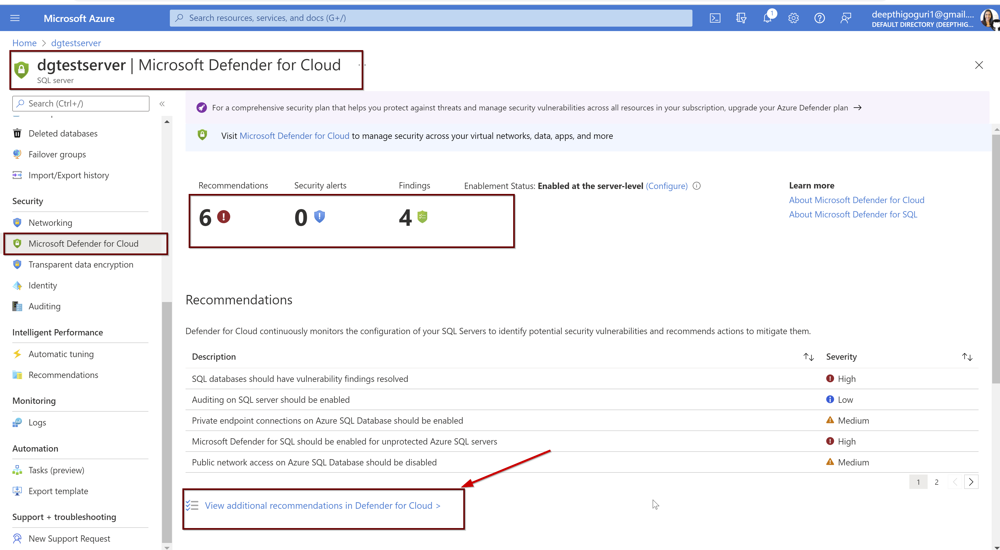 Microsoft Azure
Search resources, services, and docs (G+/)
1
deepthigoguri1@gmail....
DEFAULT DIRECTORY (DEEPTHIG...
Home > dgtestserver
dgtestserver | Microsoft Defender for Cloud
SQL server
Search (Ctrl+/)
Deleted databases
Failover groups
Import/Export history
Security
Networking
Microsoft Defender for Cloud
Transparent data encryption
Identity
Auditing
Intelligent Performance
Automatic tuning
Recommendations
Monitoring
Logs
Automation
Tasks (preview)
Export template
Support + troubleshooting
New Support Request
For a comprehensive security plan that helps you protect against threats and manage security vulnerabilities across all resources in your subscription, upgrade your Azure Defender plan →
Visit Microsoft Defender for Cloud to manage security across your virtual networks, data, apps, and more
Recommendations
6
Security alerts
0
Findings
4
Enablement Status: Enabled at the server-level (Configure)
Learn more
About Microsoft Defender for Cloud
About Microsoft Defender for SQL
Recommendations
Defender for Cloud continuously monitors the configuration of your SQL Servers to identify potential security vulnerabilities and recommends actions to mitigate them.
Description Severity
SQL databases should have vulnerability findings resolved High
Auditing on SQL server should be enabled Low
Private endpoint connections on Azure SQL Database should be enabled Medium
Microsoft Defender for SQL should be enabled for unprotected Azure SQL servers High
Public network access on Azure SQL Database should be disabled Medium
1 2 < >
View additional recommendations in Defender for Cloud >